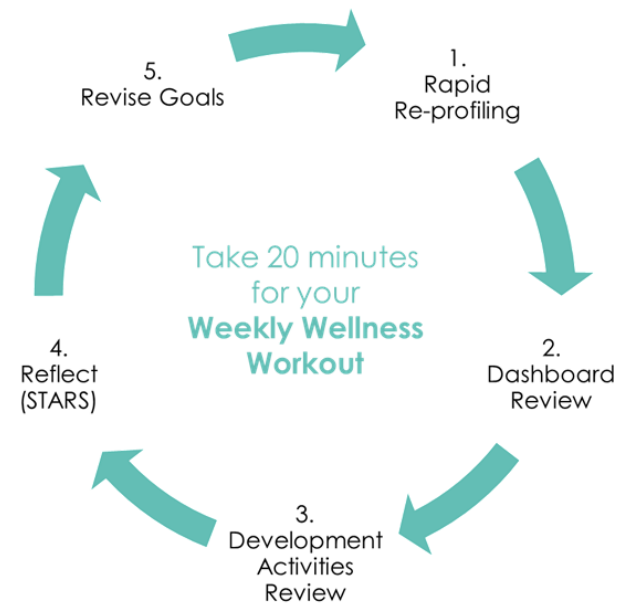 1.
Rapid
Re-profiling
2.
Dashboard
Review
3.
Development
Activities
Review
4.
Reflect
(STARS)
5.
Revise Goals
Take 20 minutes
for your
Weekly Wellness
Workout